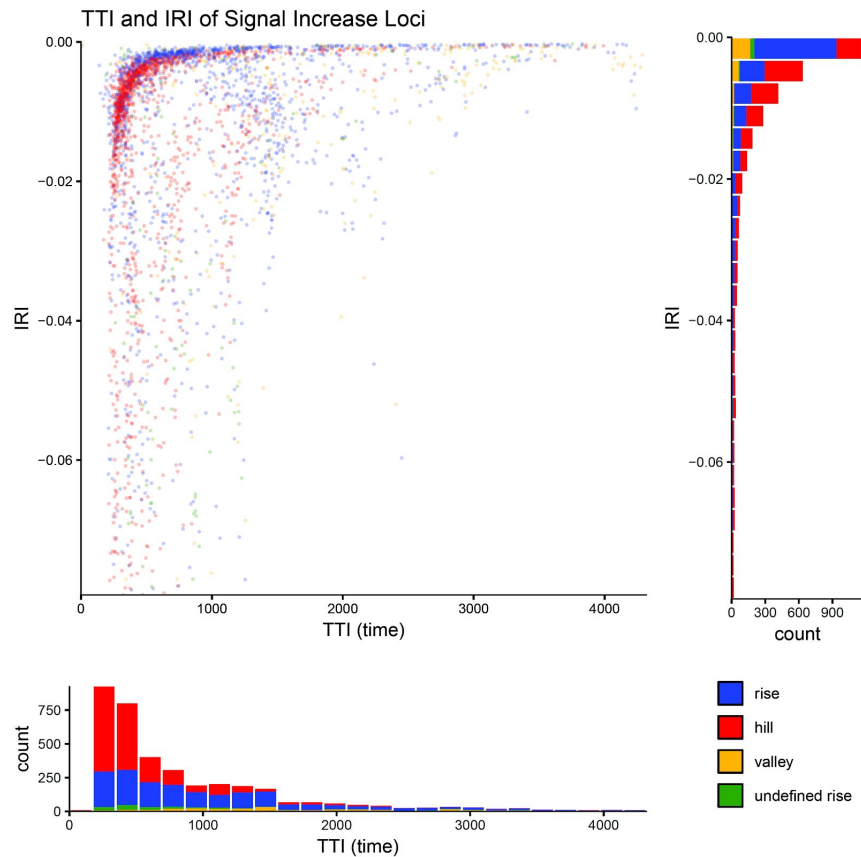 TTI and IRI of Signal Increase Loci
0.00
−0.02
−0.04
−0.06
IRI
0
1000
2000
3000
4000
TTI (time)
0.00
−0.02
−0.04
−0.06
IRI
0
300
600
900
count
750
500
250
0
count
0
1000
2000
3000
4000
TTI (time)
rise
hill
valley
undefined rise